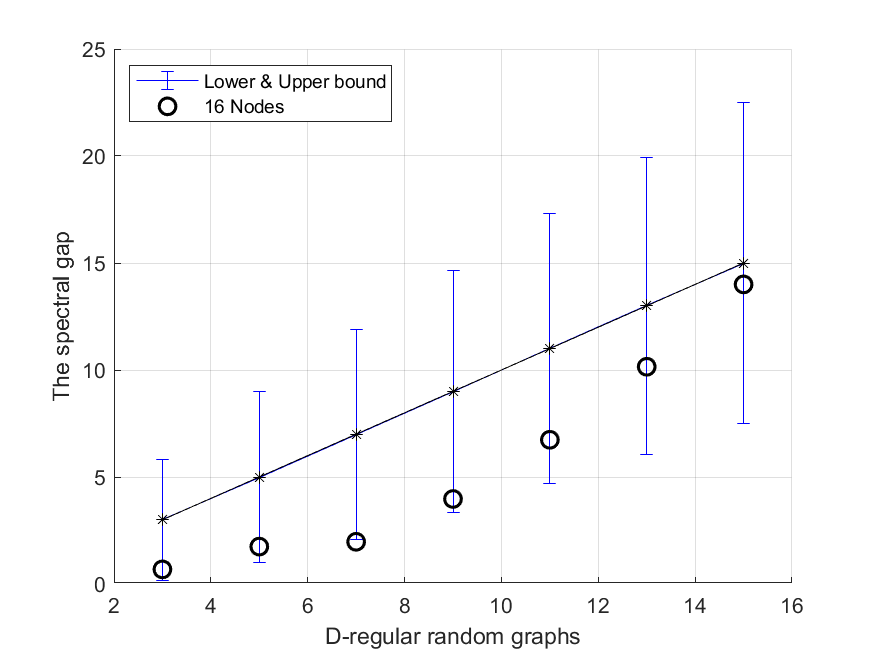 25
20
15
10
5
0
The spectral gap
Lower & Upper bound
16 Nodes
2 4 6 8 10 12 14 16
D-regular random graphs